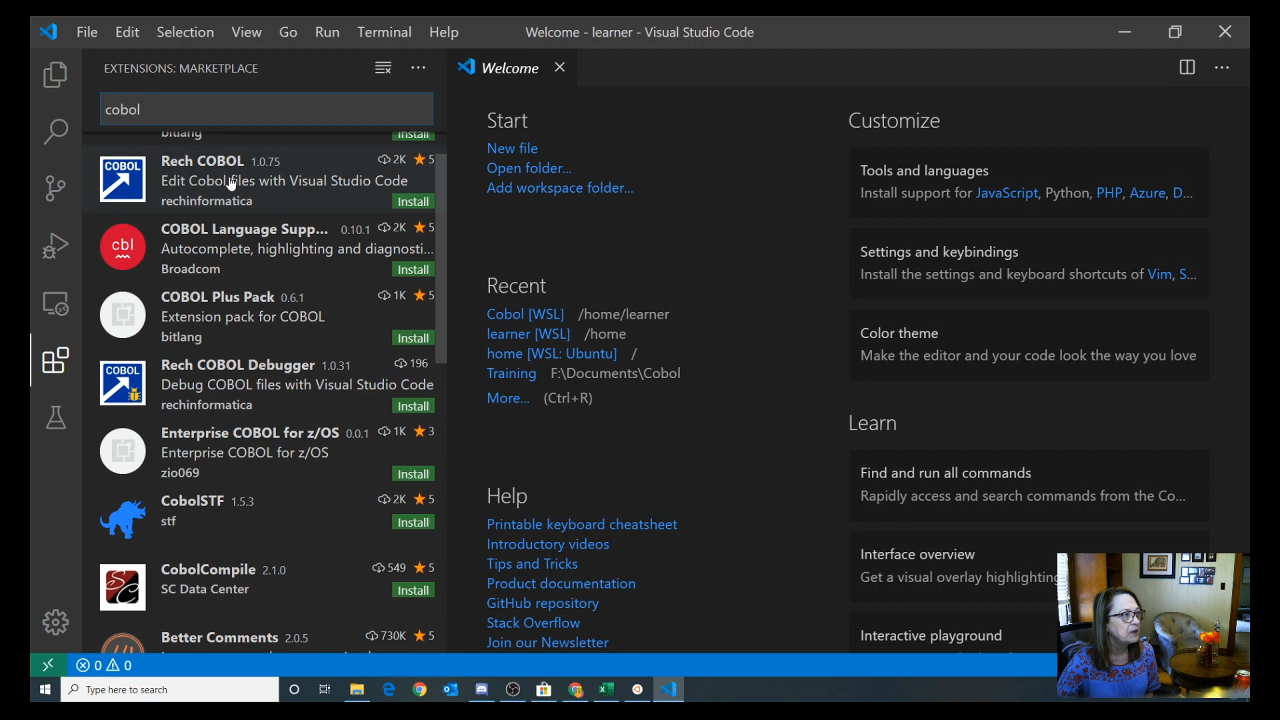 File Edit Selection View Go Run Terminal Help
Welcome - learner - Visual Studio Code
EXTENSIONS: MARKETPLACE
Welcome
cobol
bitlang
Install
Rech COBOL 1.0.75 2K 5
Edit Cobol files with Visual Studio Code
rechinformatica Install
COBOL Language Supp... 0.10.1 2K 5
Autocomplete, highlighting and diagnosti...
Broadcom Install
COBOL Plus Pack 0.6.1 1K 5
Extension pack for COBOL
bitlang Install
Rech COBOL Debugger 1.0.31 196
Debug COBOL files with Visual Studio Code
rechinformatica Install
Enterprise COBOL for z/OS 0.0.1 1K 3
Enterprise COBOL for z/OS
zio069 Install
CobolSTF 1.5.3 2K 5
stf Install
CobolCompile 2.1.0 549 5
SC Data Center Install
Better Comments 2.0.5 730K 5
Start
New file
Open folder...
Add workspace folder...
Recent
Cobol [WSL] /home/learner
learner [WSL] /home
home [WSL: Ubuntu] /
Training F:\Documents\Cobol
More... (Ctrl+R)
Help
Printable keyboard cheatsheet
Introductory videos
Tips and Tricks
Product documentation
GitHub repository
Stack Overflow
Join our Newsletter
Customize
Tools and languages
Install support for JavaScript, Python, PHP, Azure, D...
Settings and keybindings
Install the settings and keyboard shortcuts of Vim, S...
Color theme
Make the editor and your code look the way you love
Learn
Find and run all commands
Rapidly access and search commands from the Co...
Interface overview
Get a visual overlay highlighting
Interactive playground
0 0
Type here to search
COBOL
cbl
COBOL
SC